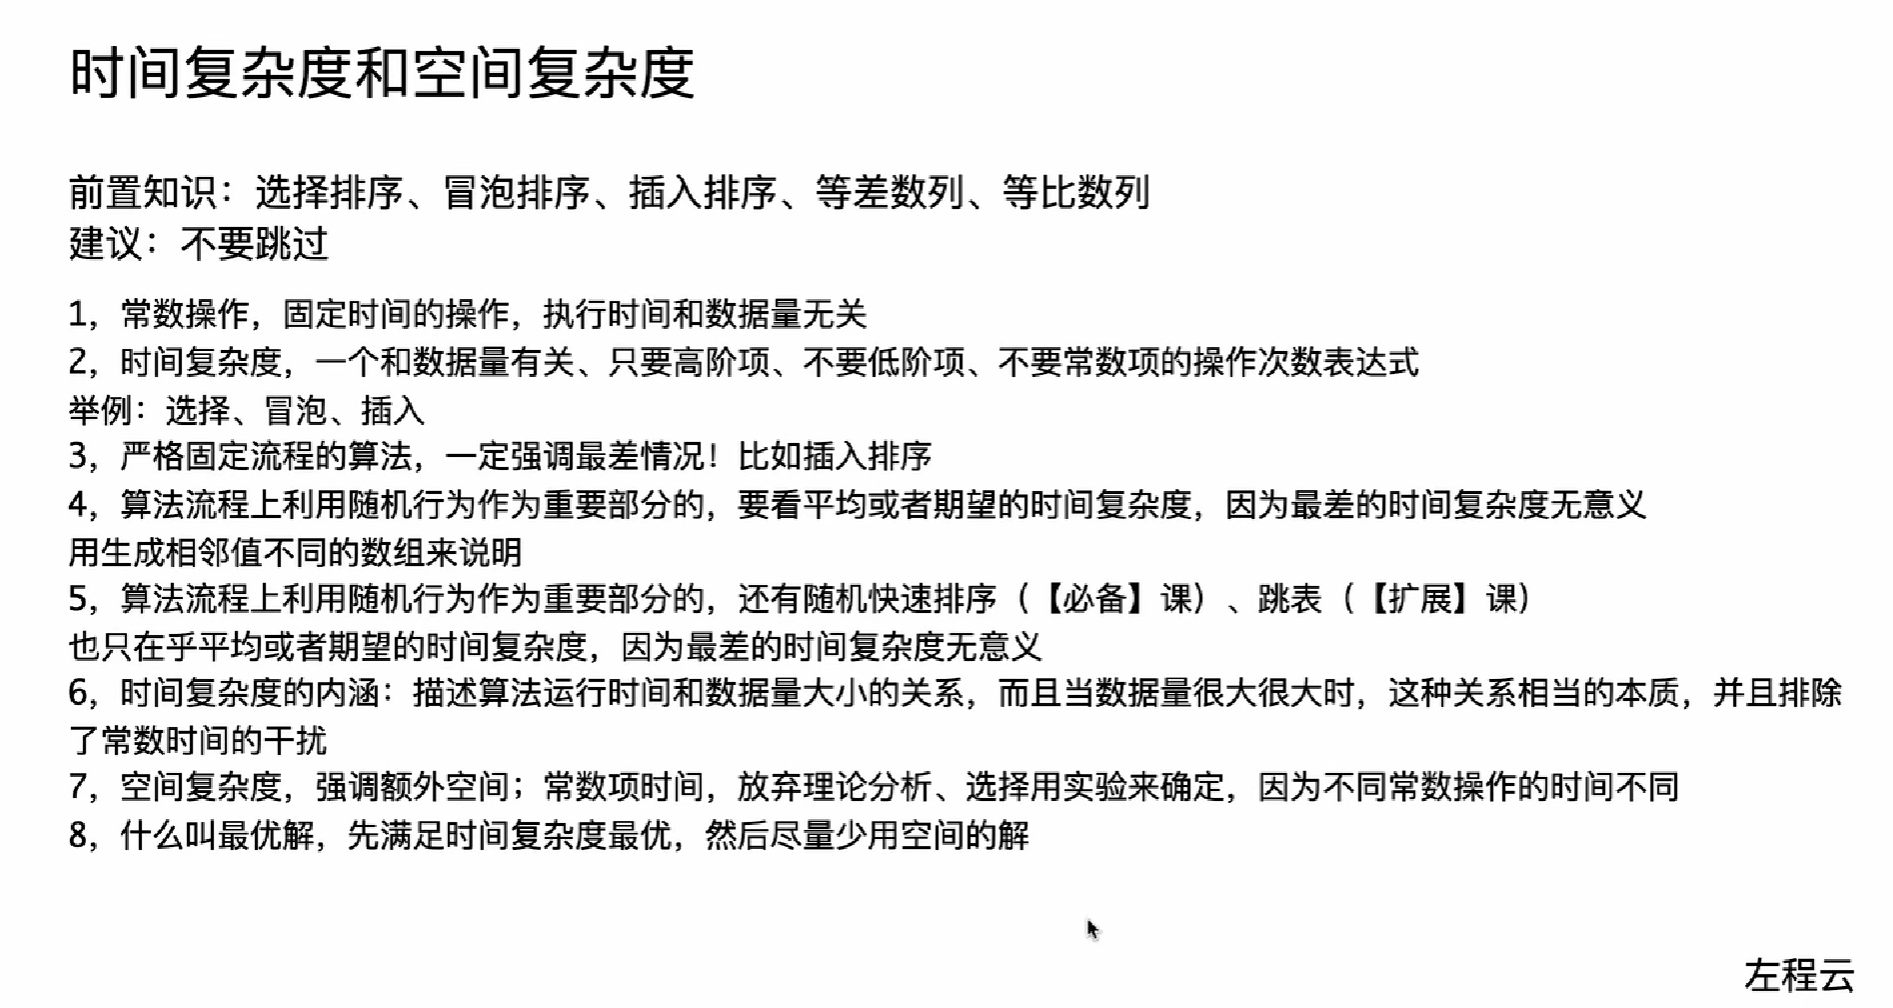 时间复杂度和空间复杂度
前置知识：选择排序、冒泡排序、插入排序、等差数列、等比数列
建议：不要跳过
1，常数操作，固定时间的操作，执行时间和数据量无关
2，时间复杂度，一个和数据量有关、只要高阶项、不要低阶项、不要常数项的操作次数表达式
举例：选择、冒泡、插入
3，严格固定流程的算法，一定强调最差情况！比如插入排序
4，算法流程上利用随机行为作为重要部分的，要看平均或者期望的时间复杂度，因为最差的时间复杂度无意义
用生成相邻值不同的数组来说明
5，算法流程上利用随机行为作为重要部分的，还有随机快速排序（【必备】课）、跳表（【扩展】课）
也只在乎平均或者期望的时间复杂度，因为最差的时间复杂度无意义
6，时间复杂度的内涵：描述算法运行时间和数据量大小的关系，而且当数据量很大很大时，这种关系相当的本质，并且排除
了常数时间的干扰
7，空间复杂度，强调额外空间；常数项时间，放弃理论分析、选择用实验来确定，因为不同常数操作的时间不同
8，什么叫最优解，先满足时间复杂度最优，然后尽量少用空间的解
左程云